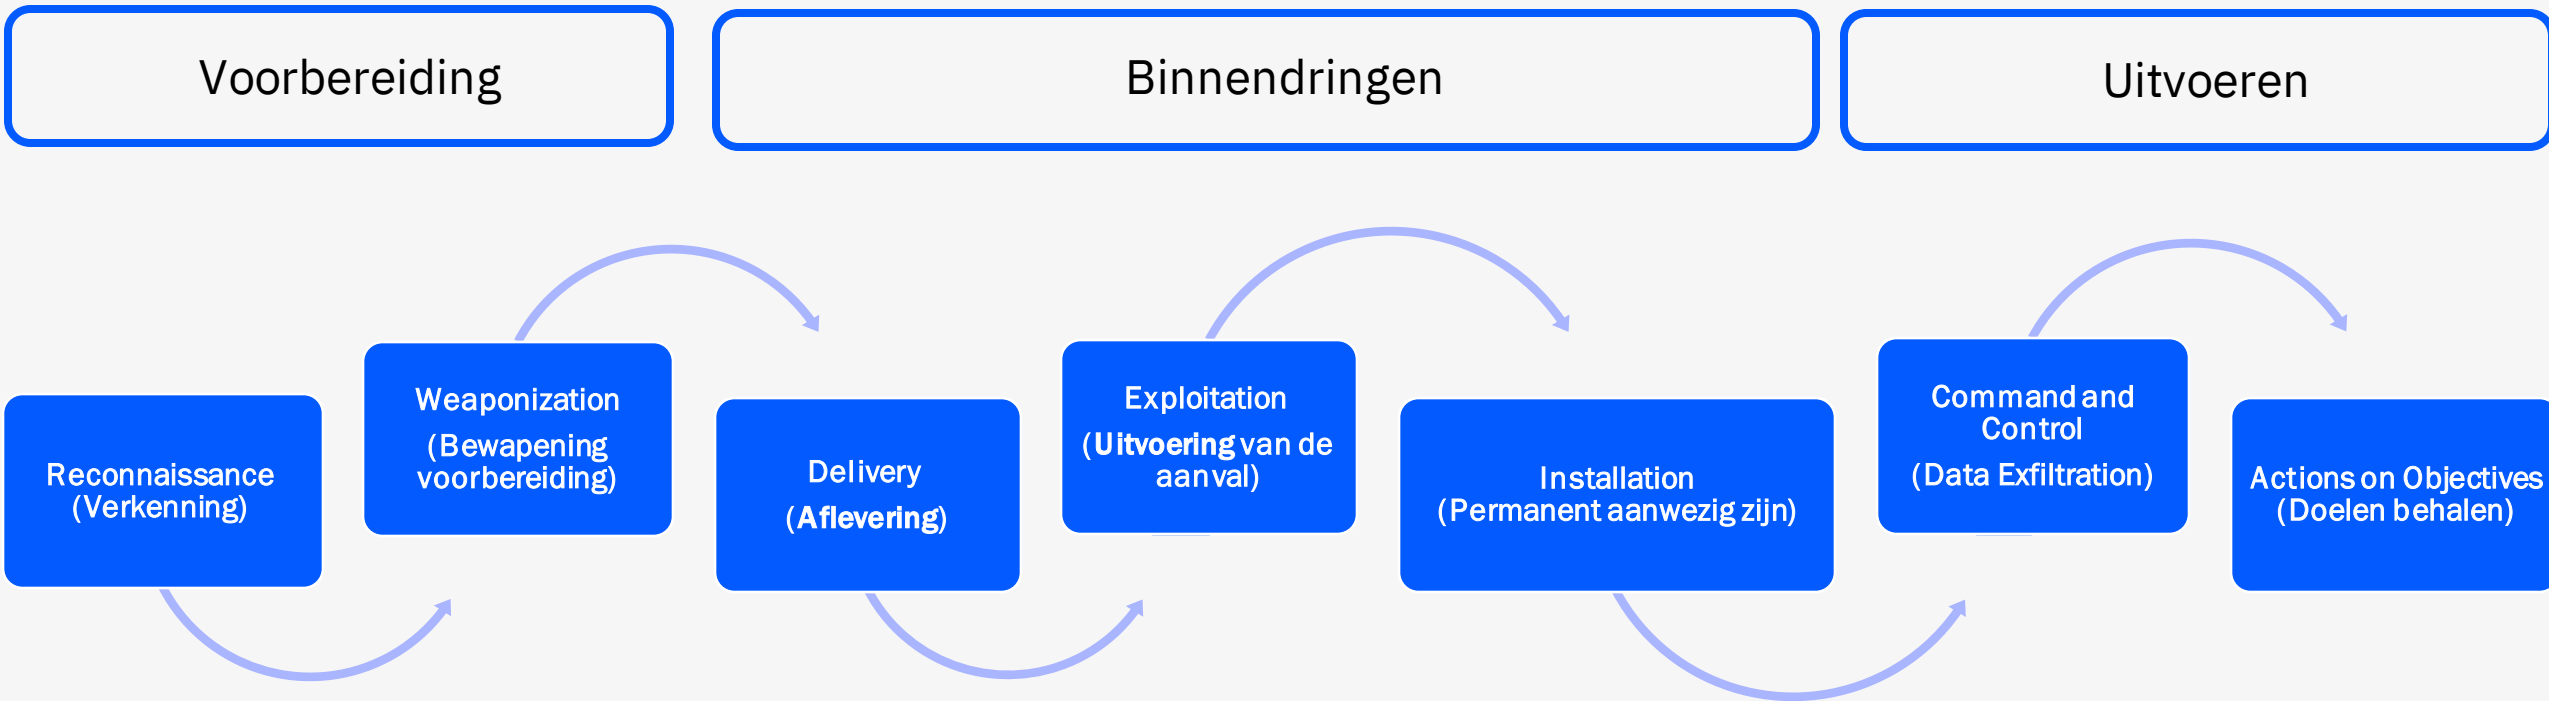 Voorbereiding
Binnendringen
Uitvoeren
Reconnaissance
(Verkenning)
Weaponization
(Bewapening
voorbereiding)
Delivery
(Aflevering)
Exploitation
(Uitvoering van de
aanval)
Installation
(Permanent aanwezig zijn)
Command and
Control
(Data Exfiltration)
Actions on Objectives
(Doelen behalen)